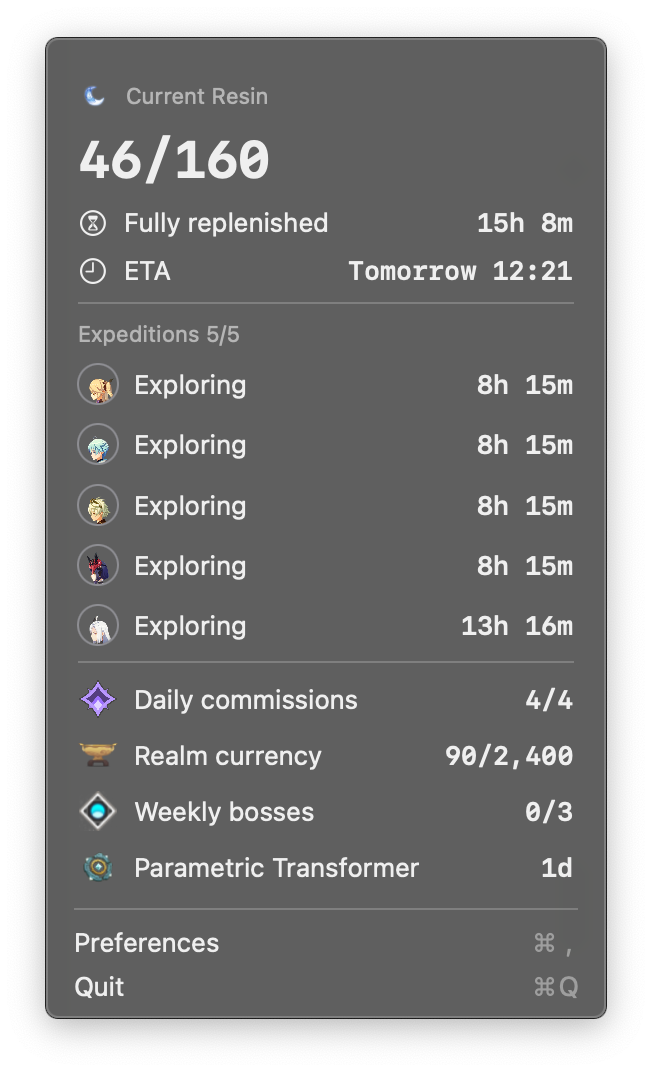 Current Resin
46/160
Fully replenished 15h 8m
ETA Tomorrow 12:21
Expeditions 5/5
Exploring 8h 15m
Exploring 8h 15m
Exploring 8h 15m
Exploring 8h 15m
Exploring 13h 16m
Daily commissions 4/4
Realm currency 90/2,400
Weekly bosses 0/3
Parametric Transformer 1d
Preferences ⌘ ,
Quit ⌘Q